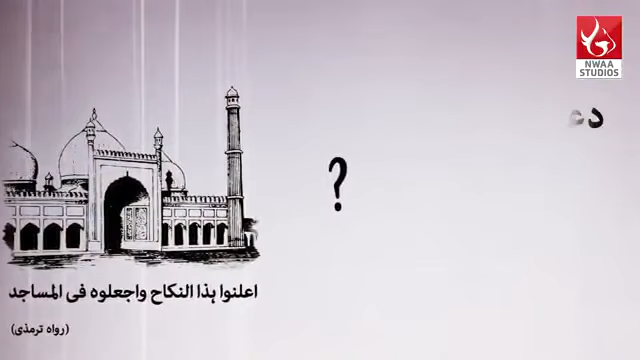 NWAA
STUDIOS
?
اعلنوا ہذا النکاح واجعلوہ فی المساجد
(رواہ ترمذی)